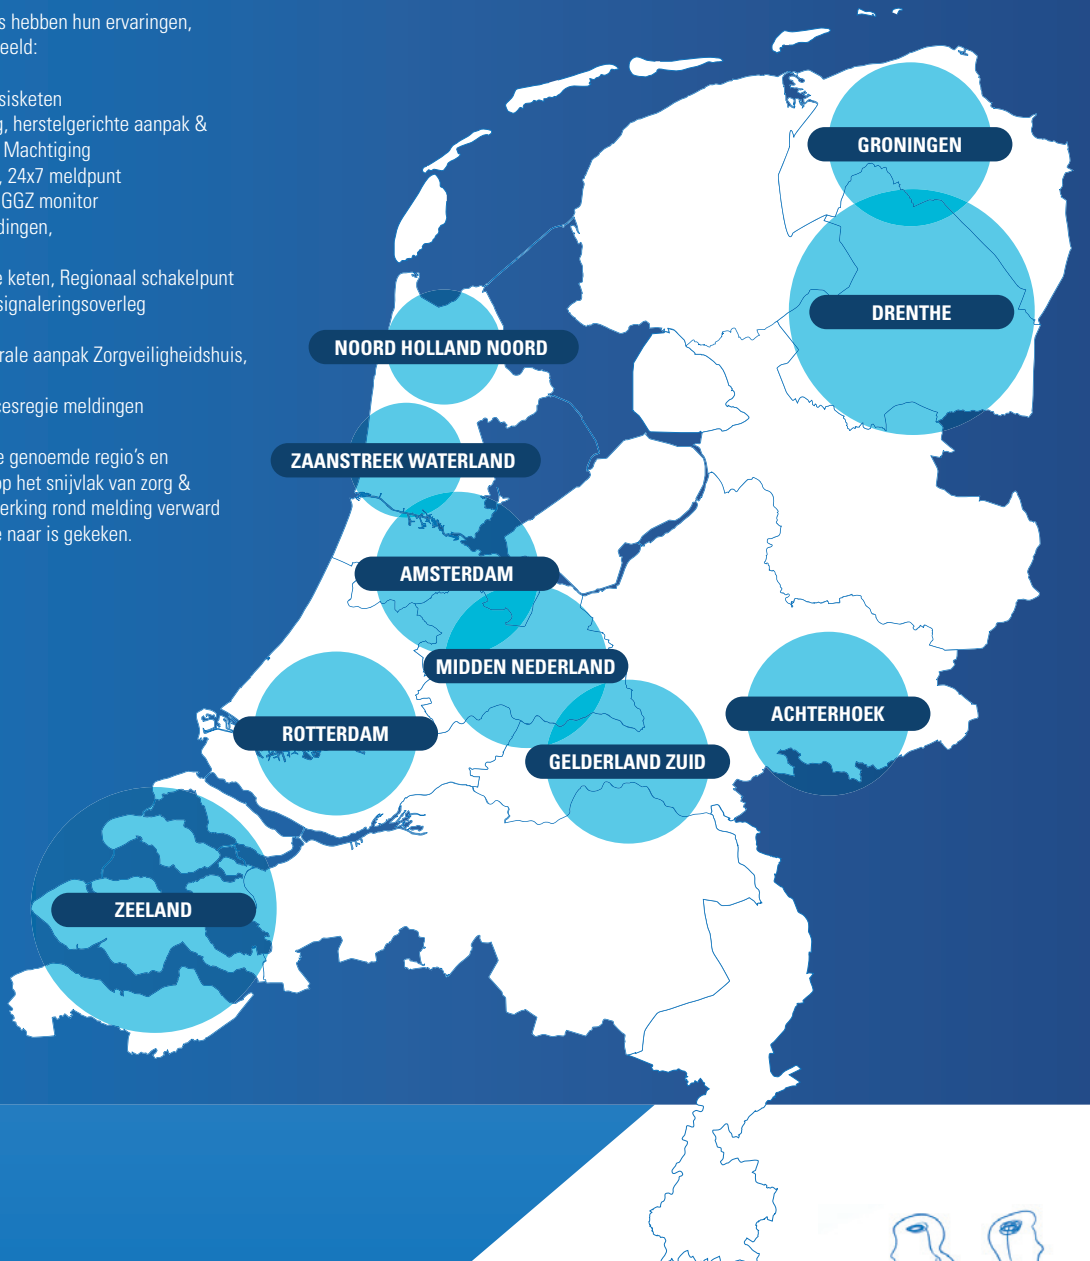 s hebben hun ervaringen,
eeld:
sisketen
g, herstelgerichte aanpak &
Machtiging
, 24x7 meldpunt
GGZ monitor
dingen,
e keten, Regionaal schakelpunt
signaleringsoverleg
rale aanpak Zorgveiligheidshuis,
cesregie meldingen
e genoemde regio's en
op het snijvlak van zorg &
erking rond melding verward
e naar is gekeken.
GRONINGEN
DRENTHE
NOORD HOLLAND NOORD
ZAANSTREEK WATERLAND
AMSTERDAM
MIDDEN NEDERLAND
ACHTERHOEK
ROTTERDAM
GELDERLAND ZUID
ZEELAND